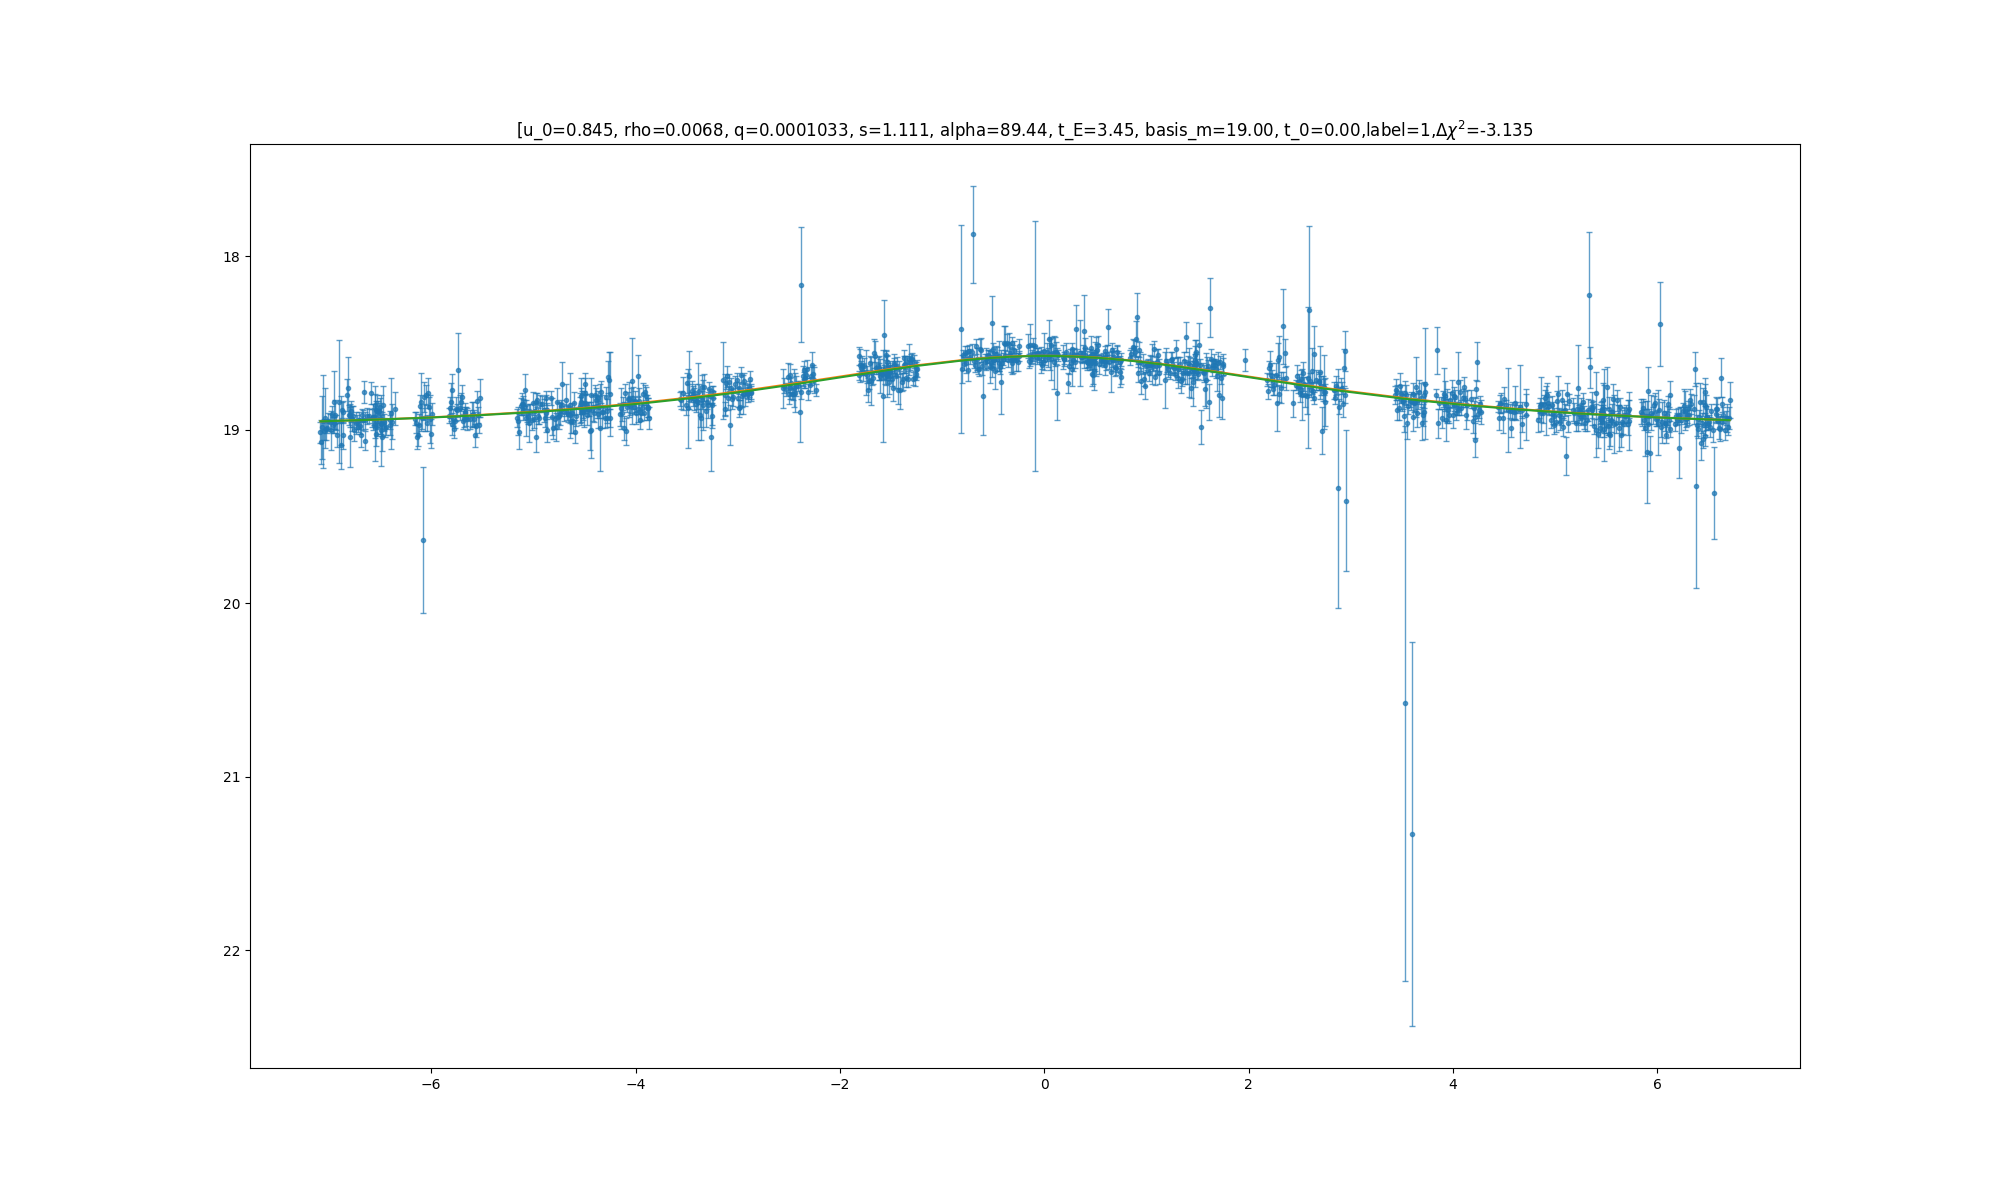 [u_0=0.845, rho=0.0068, q=0.0001033, s=1.111, alpha=89.44, t_E=3.45, basis_m=19.00, t_0=0.00,label=1,Δχ²=-3.135
18
19
20
21
22
−6 −4 −2 0 2 4 6